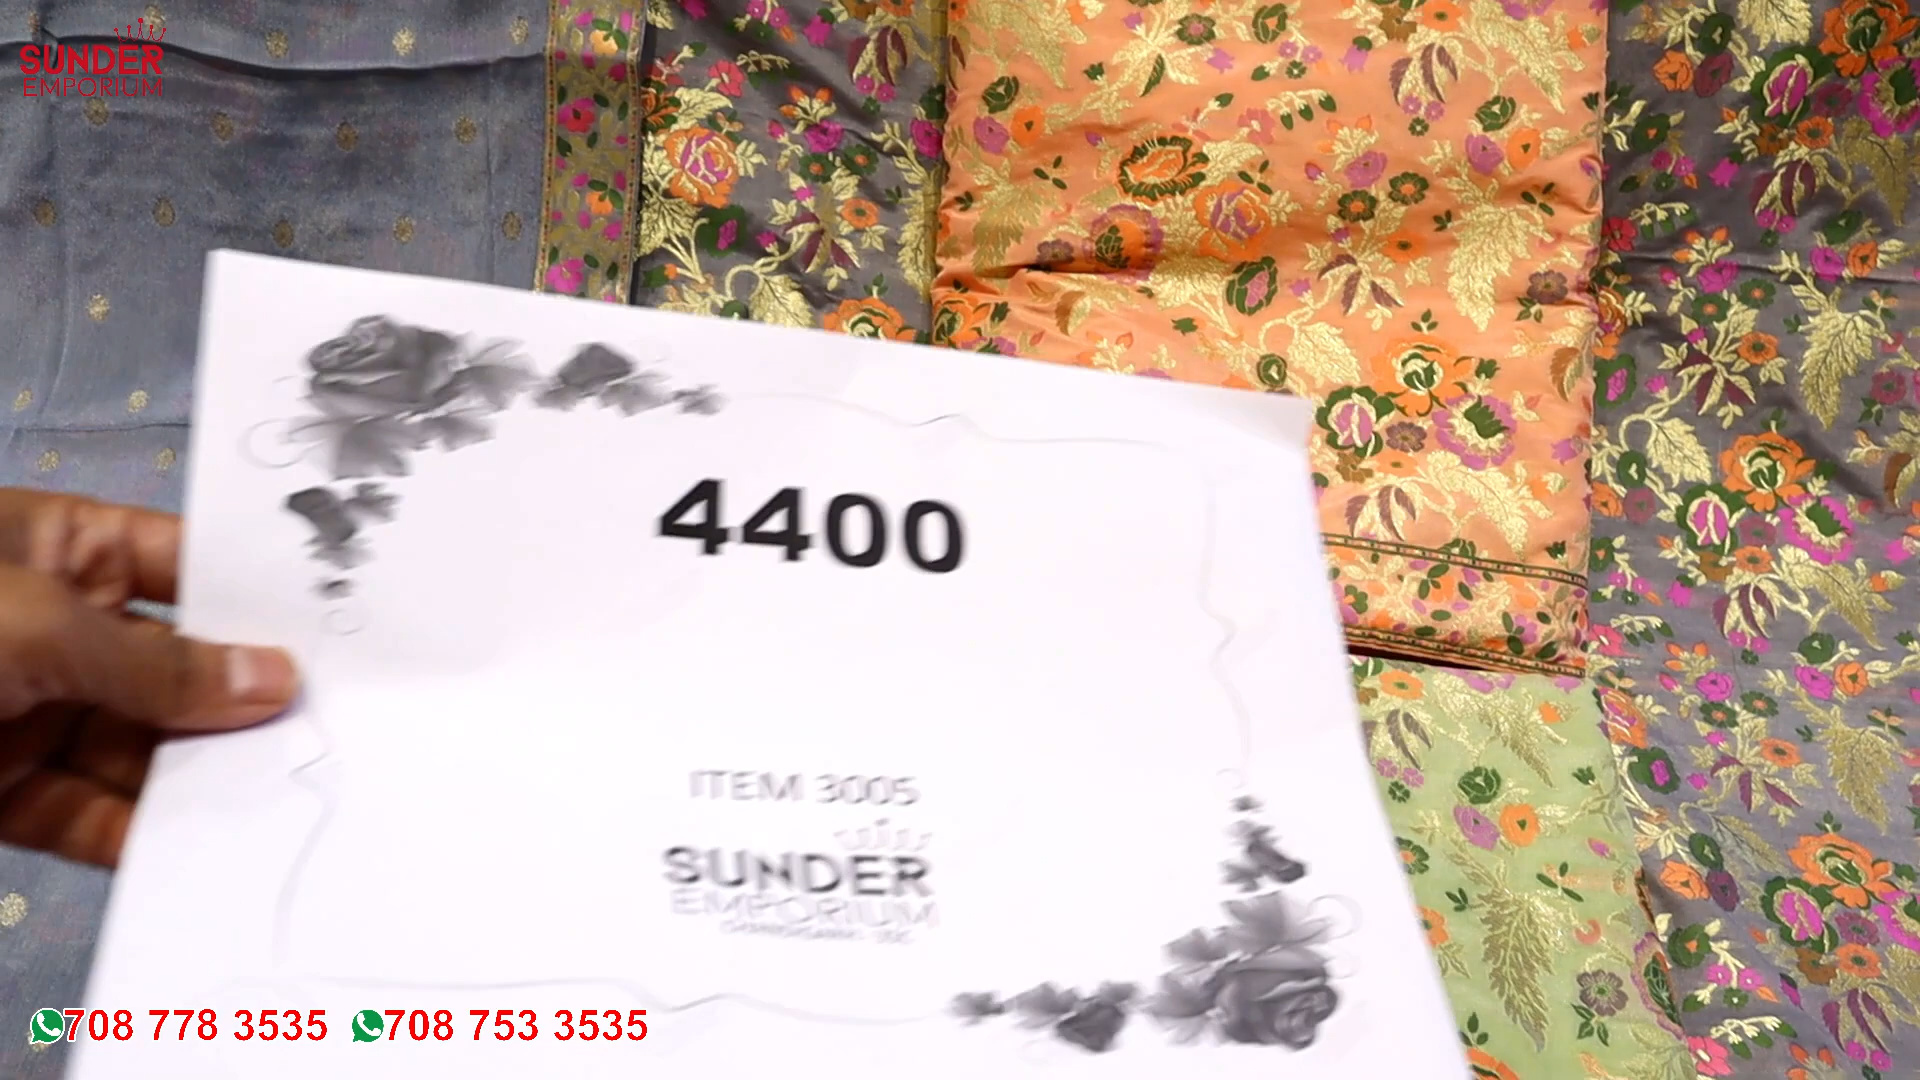 SUNDER
EMPORIUM
4400
ITEM 3005
SUNDER
EMPORIUM
708 778 3535 708 753 3535